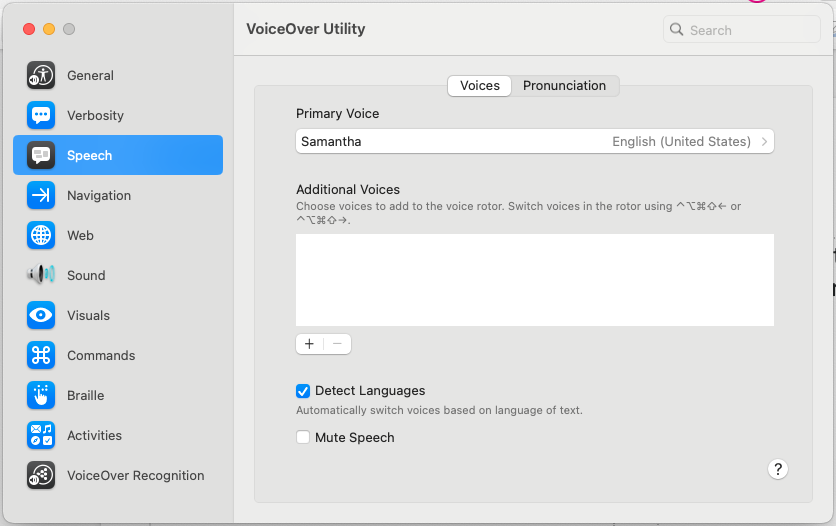 VoiceOver Utility
Search
General
Verbosity
Speech
Navigation
Web
Sound
Visuals
Commands
Braille
Activities
VoiceOver Recognition
Voices
Pronunciation
Primary Voice
Samantha English (United States)
Additional Voices
Choose voices to add to the voice rotor. Switch voices in the rotor using ⌃⌥⌘⇧← or
⌃⌥⌘⇧→.
+ −
Detect Languages
Automatically switch voices based on language of text.
Mute Speech
?